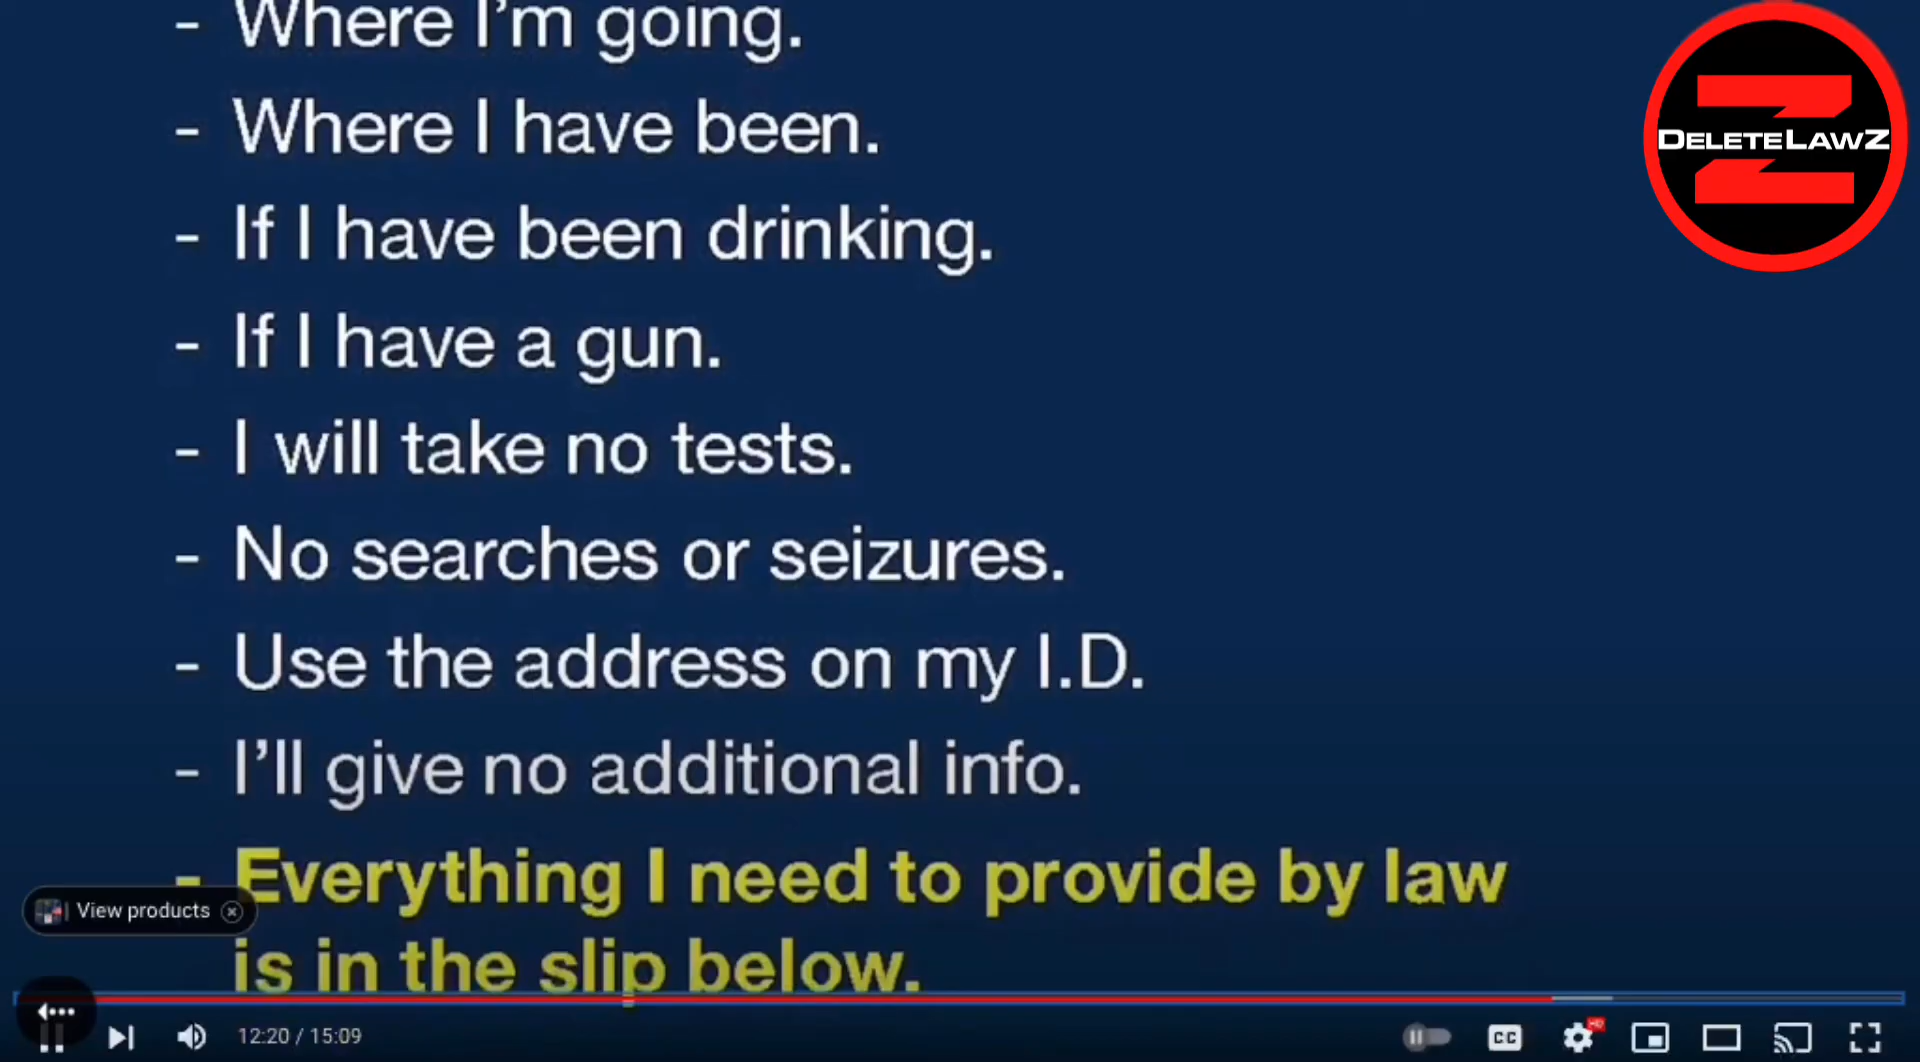 - Where I'm going.
- Where I have been.
- If I have been drinking.
- If I have a gun.
- I will take no tests.
- No searches or seizures.
- Use the address on my I.D.
- I'll give no additional info.
- Everything I need to provide by law
is in the slip below.
DELETELAWZ
View products
12:20 / 15:09
CC
HD